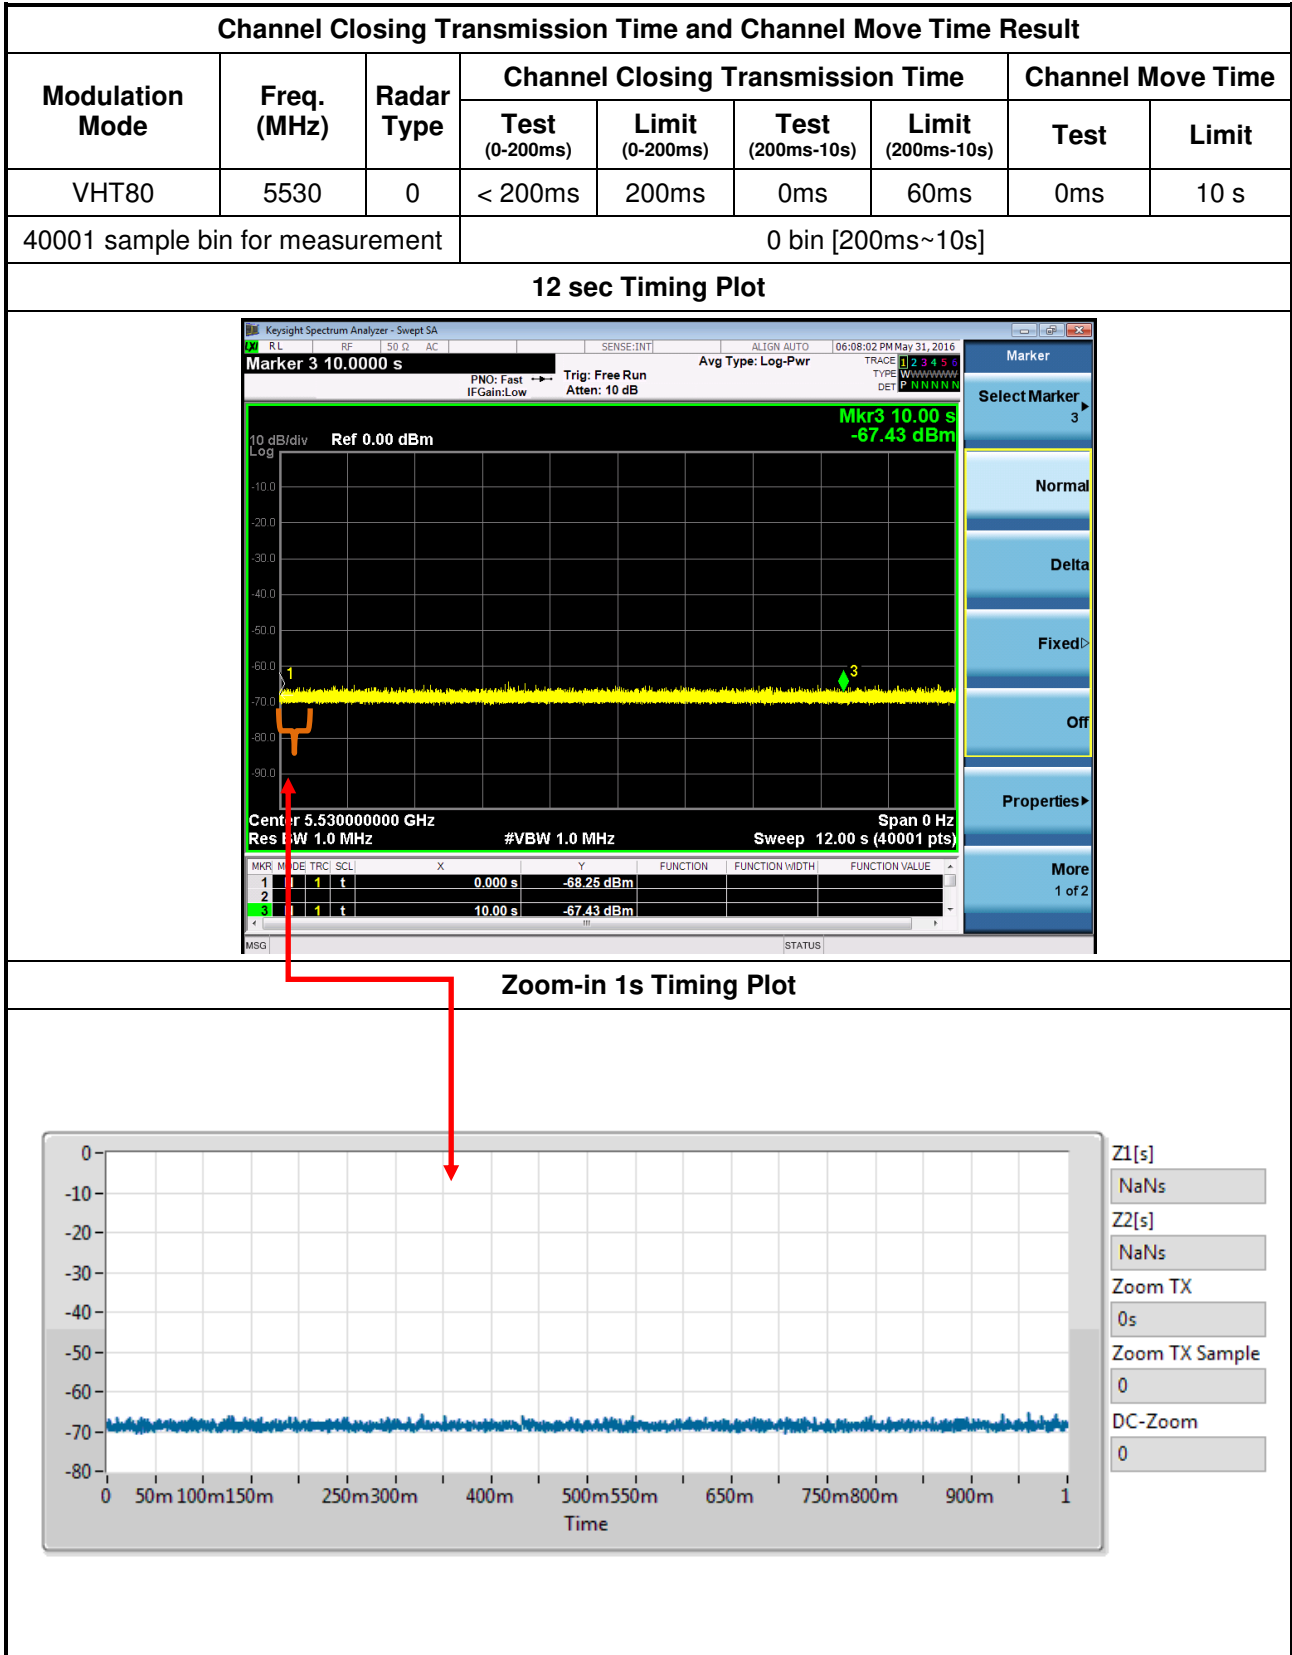 Channel Closing Transmission Time and Channel Move Time Result
Modulation Mode
Freq. (MHz)
Radar Type
Channel Closing Transmission Time
Channel Move Time
Test (0-200ms)
Limit (0-200ms)
Test (200ms-10s)
Limit (200ms-10s)
Test
Limit
VHT80 5530 0 < 200ms 200ms 0ms 60ms 0ms 10 s
40001 sample bin for measurement 0 bin [200ms~10s]
12 sec Timing Plot
Keysight Spectrum Analyzer - Swept SA
RL RF 50 Ω AC SENSE:INT ALIGN AUTO 06:08:02 PM May 31, 2016
Marker 3 10.0000 s
PNO: Fast
IFGain:Low
Trig: Free Run
Atten: 10 dB
Avg Type: Log-Pwr
TRACE 1 2 3 4 5 6
TYPE WWWWWW
DET P N N N N N
Marker
Select Marker
3
Normal
Delta
Fixed
Off
Properties
More
1 of 2
Mkr3 10.00 s
-67.43 dBm
10 dB/div Ref 0.00 dBm
Log
-10.0
-20.0
-30.0
-40.0
-50.0
-60.0
-70.0
-80.0
-90.0
1
3
Center 5.530000000 GHz Span 0 Hz
Res BW 1.0 MHz #VBW 1.0 MHz Sweep 12.00 s (40001 pts)
MKR MODE TRC SCL X Y FUNCTION FUNCTION WIDTH FUNCTION VALUE
1 N 1 t 0.000 s -68.25 dBm
2
3 N 1 t 10.00 s -67.43 dBm
MSG STATUS
Zoom-in 1s Timing Plot
0
-10
-20
-30
-40
-50
-60
-70
-80
0 50m 100m 150m 250m 300m 400m 500m 550m 650m 750m 800m 900m 1
Time
Z1[s]
NaNs
Z2[s]
NaNs
Zoom TX
0s
Zoom TX Sample
0
DC-Zoom
0